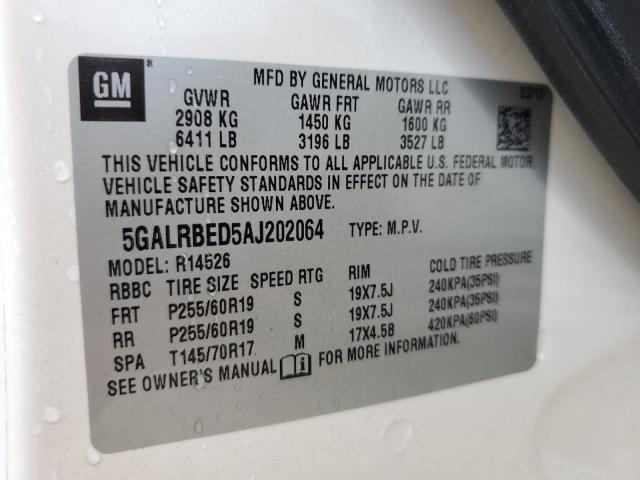 GM
MFD BY GENERAL MOTORS LLC
03/10
GVWR GAWR FRT GAWR RR
2908 KG 1450 KG 1600 KG
6411 LB 3196 LB 3527 LB
THIS VEHICLE CONFORMS TO ALL APPLICABLE U.S. FEDERAL MOTOR
VEHICLE SAFETY STANDARDS IN EFFECT ON THE DATE OF
MANUFACTURE SHOWN ABOVE.
5GALRBED5AJ202064 TYPE: M.P.V.
MODEL: R14526
RBBC TIRE SIZE SPEED RTG RIM COLD TIRE PRESSURE
FRT P255/60R19 S 19X7.5J 240KPA(35PSI)
RR P255/60R19 S 19X7.5J 240KPA(35PSI)
SPA T145/70R17 M 17X4.5B 420KPA(60PSI)
SEE OWNER'S MANUAL FOR MORE INFORMATION.